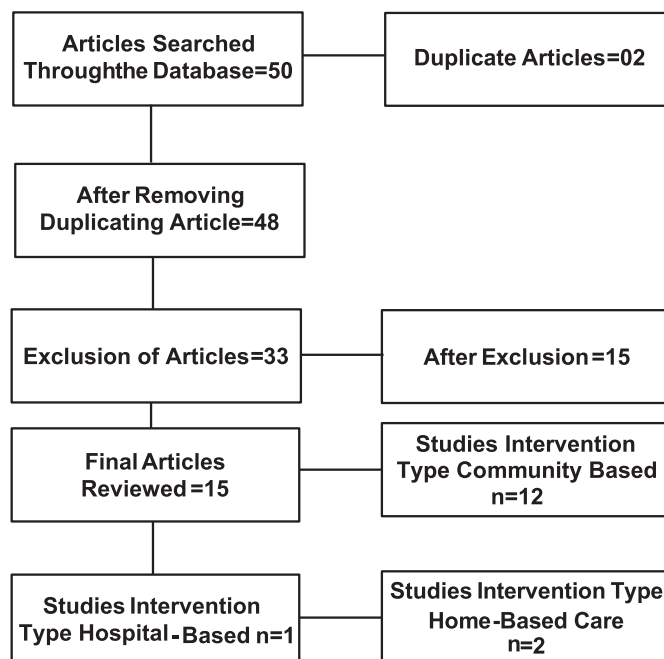 Articles Searched
Throughthe Database=50
Duplicate Articles=02
After Removing
Duplicating Article=48
Exclusion of Articles=33
After Exclusion=15
Final Articles
Reviewed=15
Studies Intervention
Type Community Based
n=12
Studies Intervention
Type Hospital-Based n=1
Studies Intervention Type
Home-Based Care
n=2